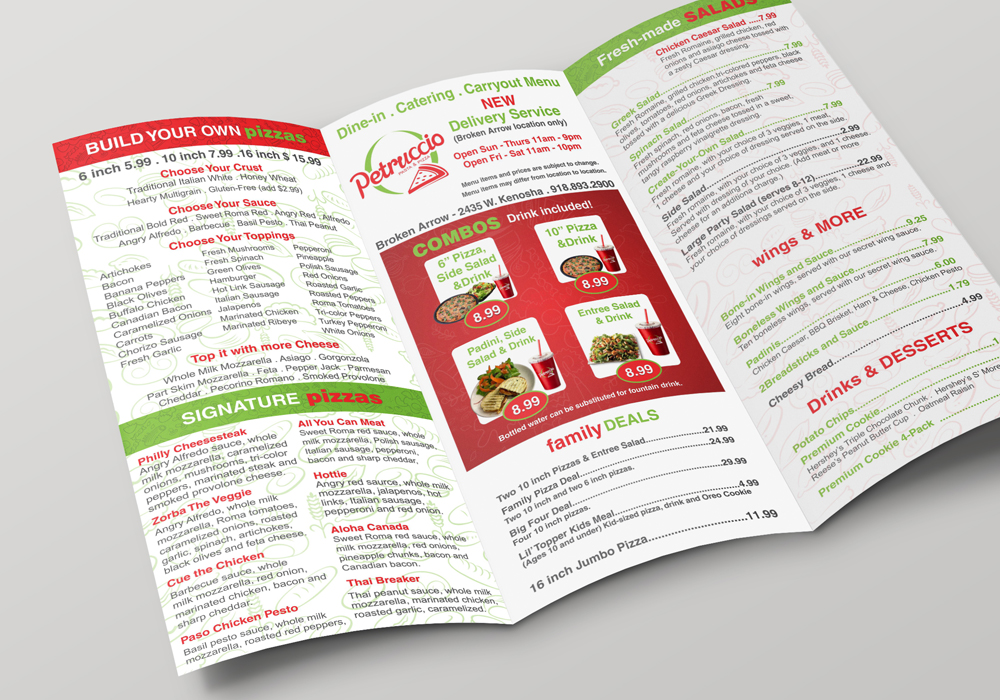 BUILD YOUR OWN pizzas
6 inch 5.99 . 10 inch 7.99 .16 inch $ 15.99
Choose Your Crust
Traditional Italian White . Honey Wheat
Hearty Multigrain . Gluten-Free (add $2.99)
Choose Your Sauce
Traditional Bold Red . Sweet Roma Red . Angry Red . Alfredo
Angry Alfredo . Barbecue . Basil Pesto . Thai Peanut
Choose Your Toppings
Artichokes
Bacon
Banana Peppers
Black Olives
Buffalo Chicken
Canadian Bacon
Caramelized Onions
Carrots
Chorizo Sausage
Fresh Garlic
Fresh Mushrooms
Fresh Spinach
Green Olives
Hamburger
Hot Link Sausage
Italian Sausage
Jalapenos
Marinated Chicken
Marinated Ribeye
Pepperoni
Pineapple
Polish Sausage
Red Onions
Roasted Garlic
Roasted Peppers
Roma Tomatoes
Tri-color Peppers
Turkey Pepperoni
White Onions
Top it with more Cheese
Whole Milk Mozzarella . Asiago . Gorgonzola
Part Skim Mozzarella . Feta . Pepper Jack . Parmesan
Cheddar . Pecorino Romano . Smoked Provolone
SIGNATURE pizzas
Philly Cheesesteak
Angry Alfredo sauce, whole
milk mozzarella, caramelized
onions, mushrooms, tri-color
peppers, marinated steak and
smoked provolone cheese.
Zorba The Veggie
Angry Alfredo, whole milk
mozzarella, Roma tomatoes,
caramelized onions, roasted
garlic, spinach, artichokes,
black olives and feta cheese.
Cue the Chicken
Barbecue sauce, whole
milk mozzarella, red onion,
marinated chicken, bacon and
sharp cheddar.
Paso Chicken Pesto
Basil pesto sauce, whole milk
mozzarella, roasted red peppers,
All You Can Meat
Sweet Roma red sauce, whole
milk mozzarella, Polish sausage,
Italian sausage, pepperoni,
bacon and sharp cheddar.
Hottie
Angry red saurce, whole milk
mozzarella, jalapenos, hot
links, Italian sausage,
pepperoni and red onion.
Aloha Canada
Sweet Roma red sauce, whole
milk mozzarella, red onions,
pineapple chunks, bacon and
Canadian bacon.
Thai Breaker
Thai peanut sauce, whole milk
mozzarella, marinated chicken,
roasted garlic, caramelized.
Dine-in . Catering . Carryout Menu
NEW
Delivery Service
(Broken Arrow location only)
Open Sun - Thurs 11am - 9pm
Open Fri - Sat 11am - 10pm
Petruccio
Menu items and prices are subject to change.
Menu items may differ from location to location.
Broken Arrow - 2435 W. Kenosha . 918.893.2900
COMBOS Drink included!
6" Pizza,
Side Salad
&Drink
8.99
10" Pizza
&Drink
8.99
Padini, Side
Salad & Drink
8.99
Entree Salad
& Drink
8.99
Bottled water can be substituted for fountain drink.
family DEALS
Two 10 inch Pizzas & Entree Salad.....21.99
Family Pizza Deal.....24.99
Two 10 inch and two 6 inch pizzas.
Big Four Deal.....29.99
Four 10 inch pizzas.
Lil' Topper Kids Meal.....4.99
(Ages 10 and under) Kid-sized pizza, drink and Oreo Cookie
16 inch Jumbo Pizza.....11.99
Fresh-made SALADS
Chicken Caesar Salad .....7.99
Fresh Romaine, grilled chicken, red
onions and asiago cheese tossed with
a zesty Caesar dressing.
Greek Salad.....7.99
Fresh Romaine, grilled chicken,tri-colored peppers, black
olives, tomatoes, red onions, artichokes and feta cheese
tossed with a delicious Greek Dressing.
Spinach Salad.....7.99
Fresh spinach, red onions, bacon, fresh
mushrooms and feta cheese tossed in a sweet,
tangy raspberry vinaigrette dressing.
Create-Your-Own Salad.....7.99
Fresh Romaine, with your choice of 3 veggies, 1 meat,
1 cheese and your choice of dressing served on the side.
Side Salad.....2.99
Fresh romaine, with your choice of 3 veggies, and 1 cheese.
Served with dressing of your choice. (Add meat or more
cheese for an additiona charge.)
Large Party Salad (serves 8-12).....22.99
Fresh romaine, with your choice of 3 veggies, 1 cheese and
your choice of dressings served on the side.
wings & MORE
Bone-in Wings and Sauce.....9.25
Eight bone-in wings, served with our secret wing sauce.
Boneless Wings and Sauce.....7.99
Ten boneless wings, served with our secret wing sauce.
Padinis.....6.00
Chicken Caesar, BBQ Brisket, Ham & Cheese, Chicken Pesto
2Breadsticks and Sauce.....1.79
Cheesy Bread.....4.99
Drinks & DESSERTS
Potato Chips.....1
Premium Cookie
Hershey's Triple Chocolate Chunk . Hershey's S' More
Reese's Peanut Butter Cup Oatmeal Raisin
Premium Cookie 4-Pack